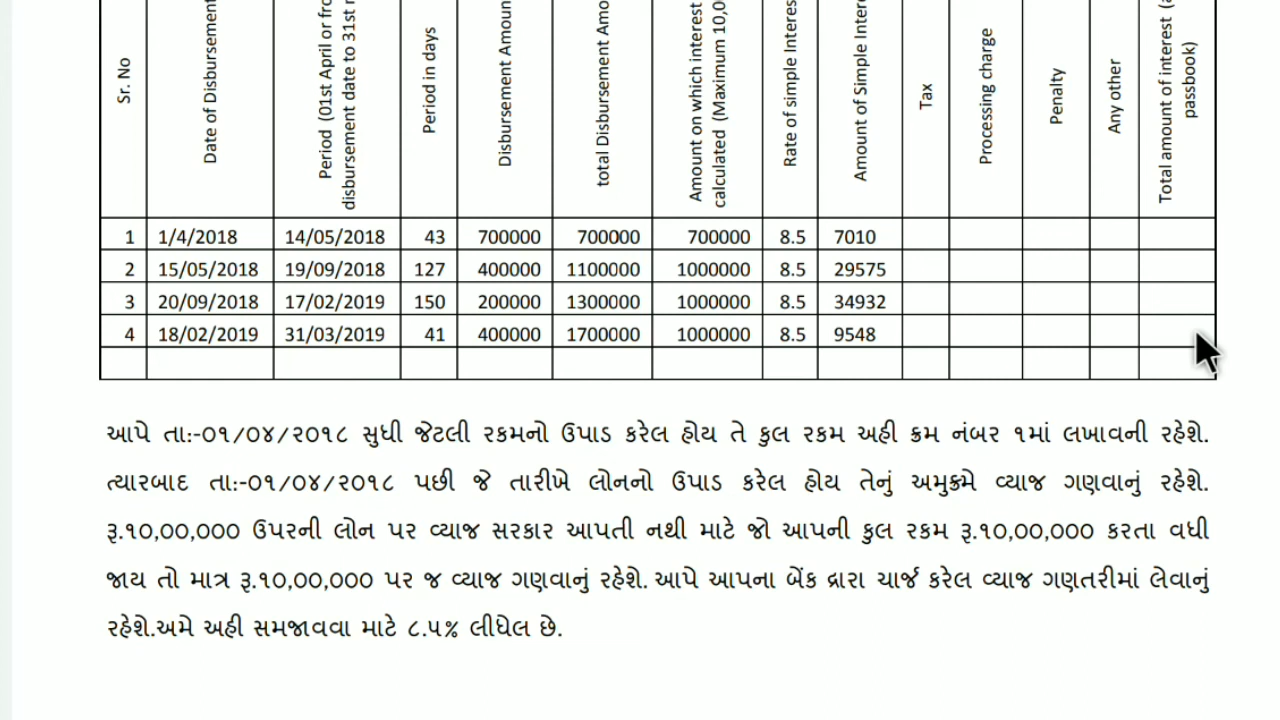 Sr. No
Date of Disbursement
Period (01st April or fro
disbursement date to 31st
Period in days
Disbursement Amoun
total Disbursement Amo
Amount on which interest
calculated (Maximum 10,0
Rate of simple Interes
Amount of Simple Intere
Tax
Processing charge
Penalty
Any other
Total amount of interest
passbook)
1 1/4/2018 14/05/2018 43 700000 700000 700000 8.5 7010
2 15/05/2018 19/09/2018 127 400000 1100000 1000000 8.5 29575
3 20/09/2018 17/02/2019 150 200000 1300000 1000000 8.5 34932
4 18/02/2019 31/03/2019 41 400000 1700000 1000000 8.5 9548
આપે તા:-૦૧/૦૪/૨૦૧૮ સુધી જેટલી રકમનો ઉપાડ કરેલ હોય તે કુલ રકમ અહી ક્રમ નંબર ૧માં લખાવની રહેશે.
ત્યારબાદ તા:-૦૧/૦૪/૨૦૧૮ પછી જે તારીખે લોનનો ઉપાડ કરેલ હોય તેનું અમુક્રમે વ્યાજ ગણવાનું રહેશે.
રૂ.૧૦,૦૦,૦૦૦ ઉપરની લોન પર વ્યાજ સરકાર આપતી નથી માટે જો આપની કુલ રકમ રૂ.૧૦,૦૦,૦૦૦ કરતા વધી
જાય તો માત્ર રૂ.૧૦,૦૦,૦૦૦ પર જ વ્યાજ ગણવાનું રહેશે. આપે આપના બેંક દ્રારા ચાર્જ કરેલ વ્યાજ ગણતરીમાં લેવાનું
રહેશે.અમે અહી સમજાવવા માટે ૮.૫% લીધેલ છે.